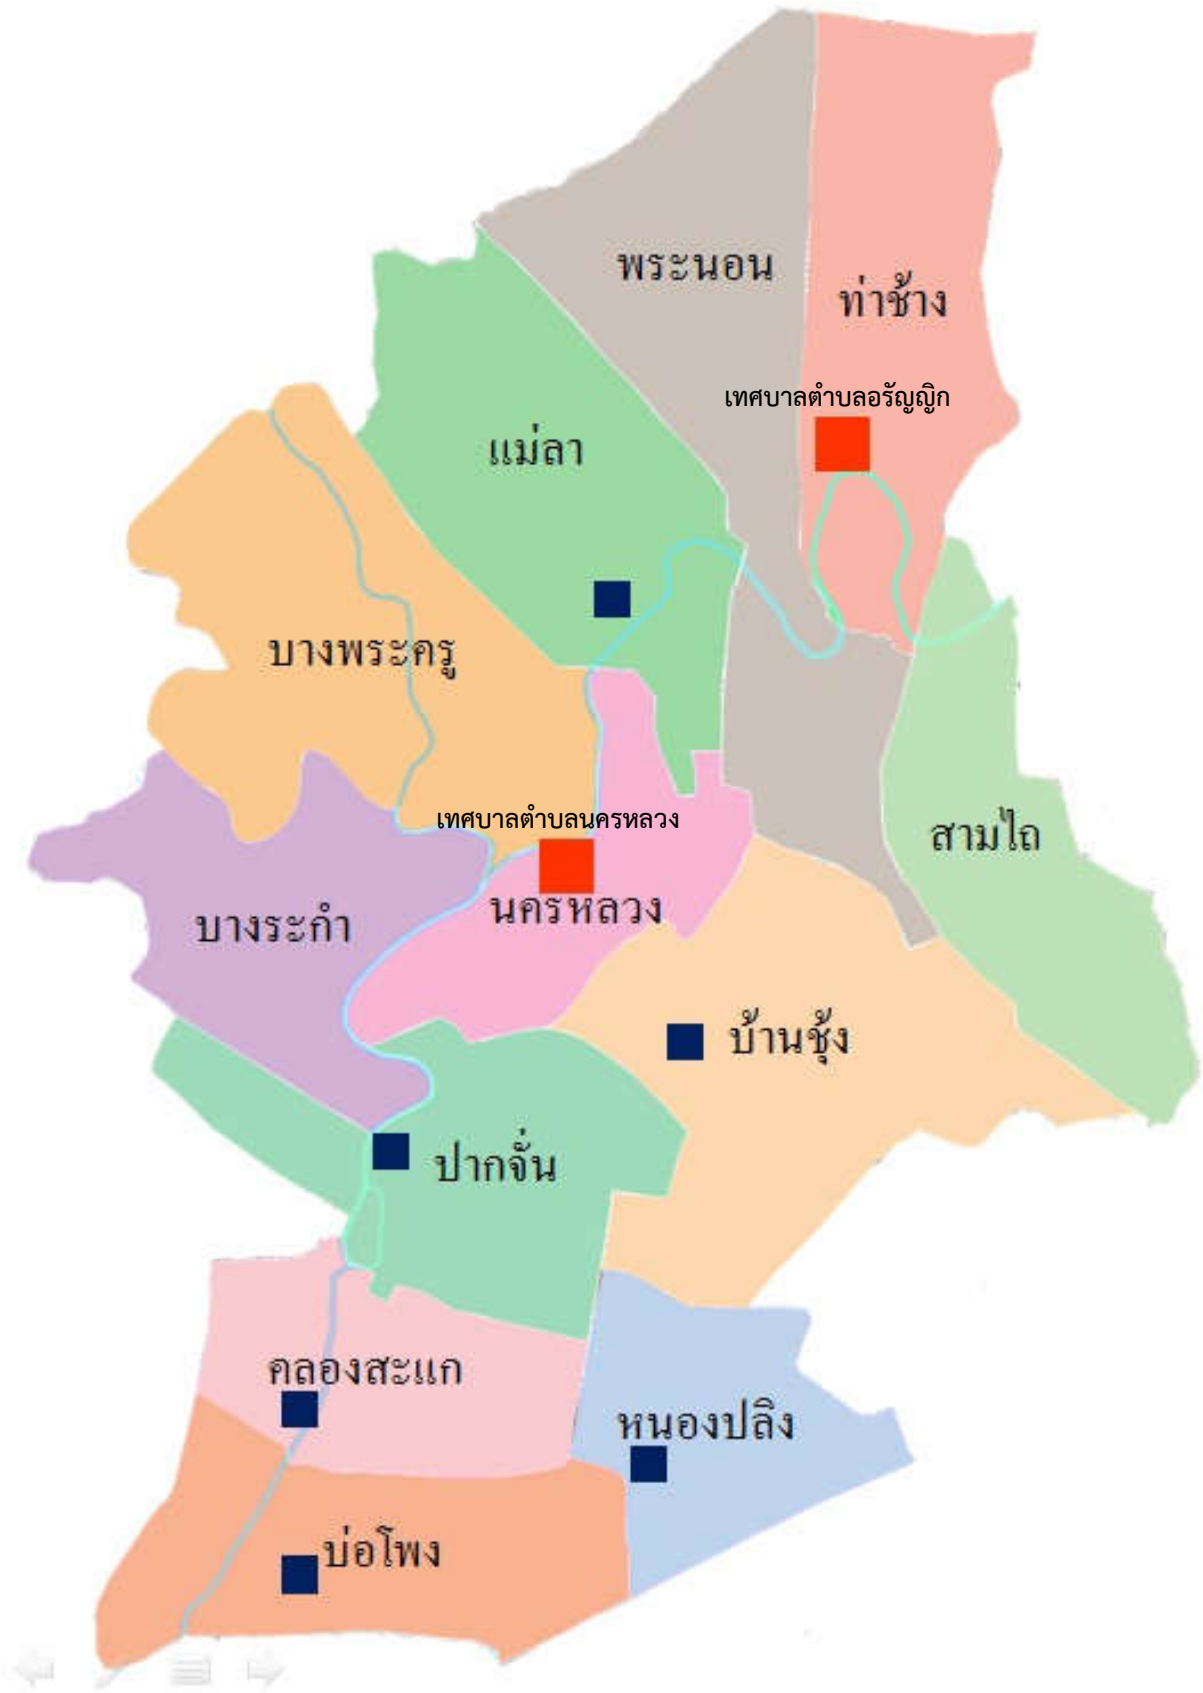 พระนอน
ท่าช้าง
เทศบาลตำบลอรัญญิก
แม่ลา
บางพระครู
เทศบาลตำบลนครหลวง
สามไถ
นครหลวง
บางระกำ
บ้านชุ้ง
ปากจั่น
คลองสะแก
หนองปลิง
บ่อโพง